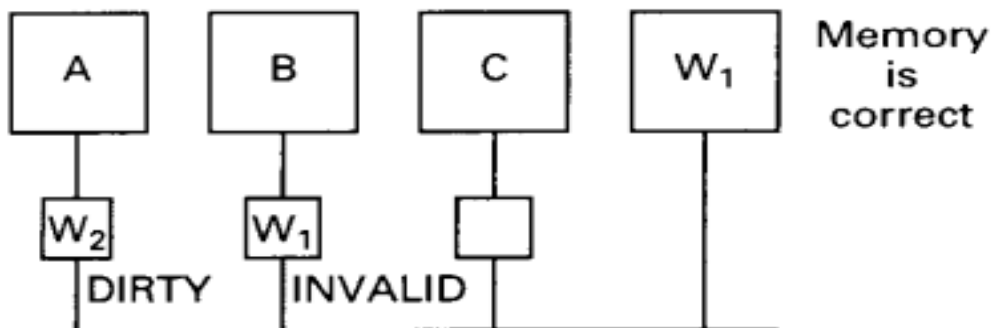 A B C W₁ Memory
is
correct
W₂ W₁
DIRTY INVALID